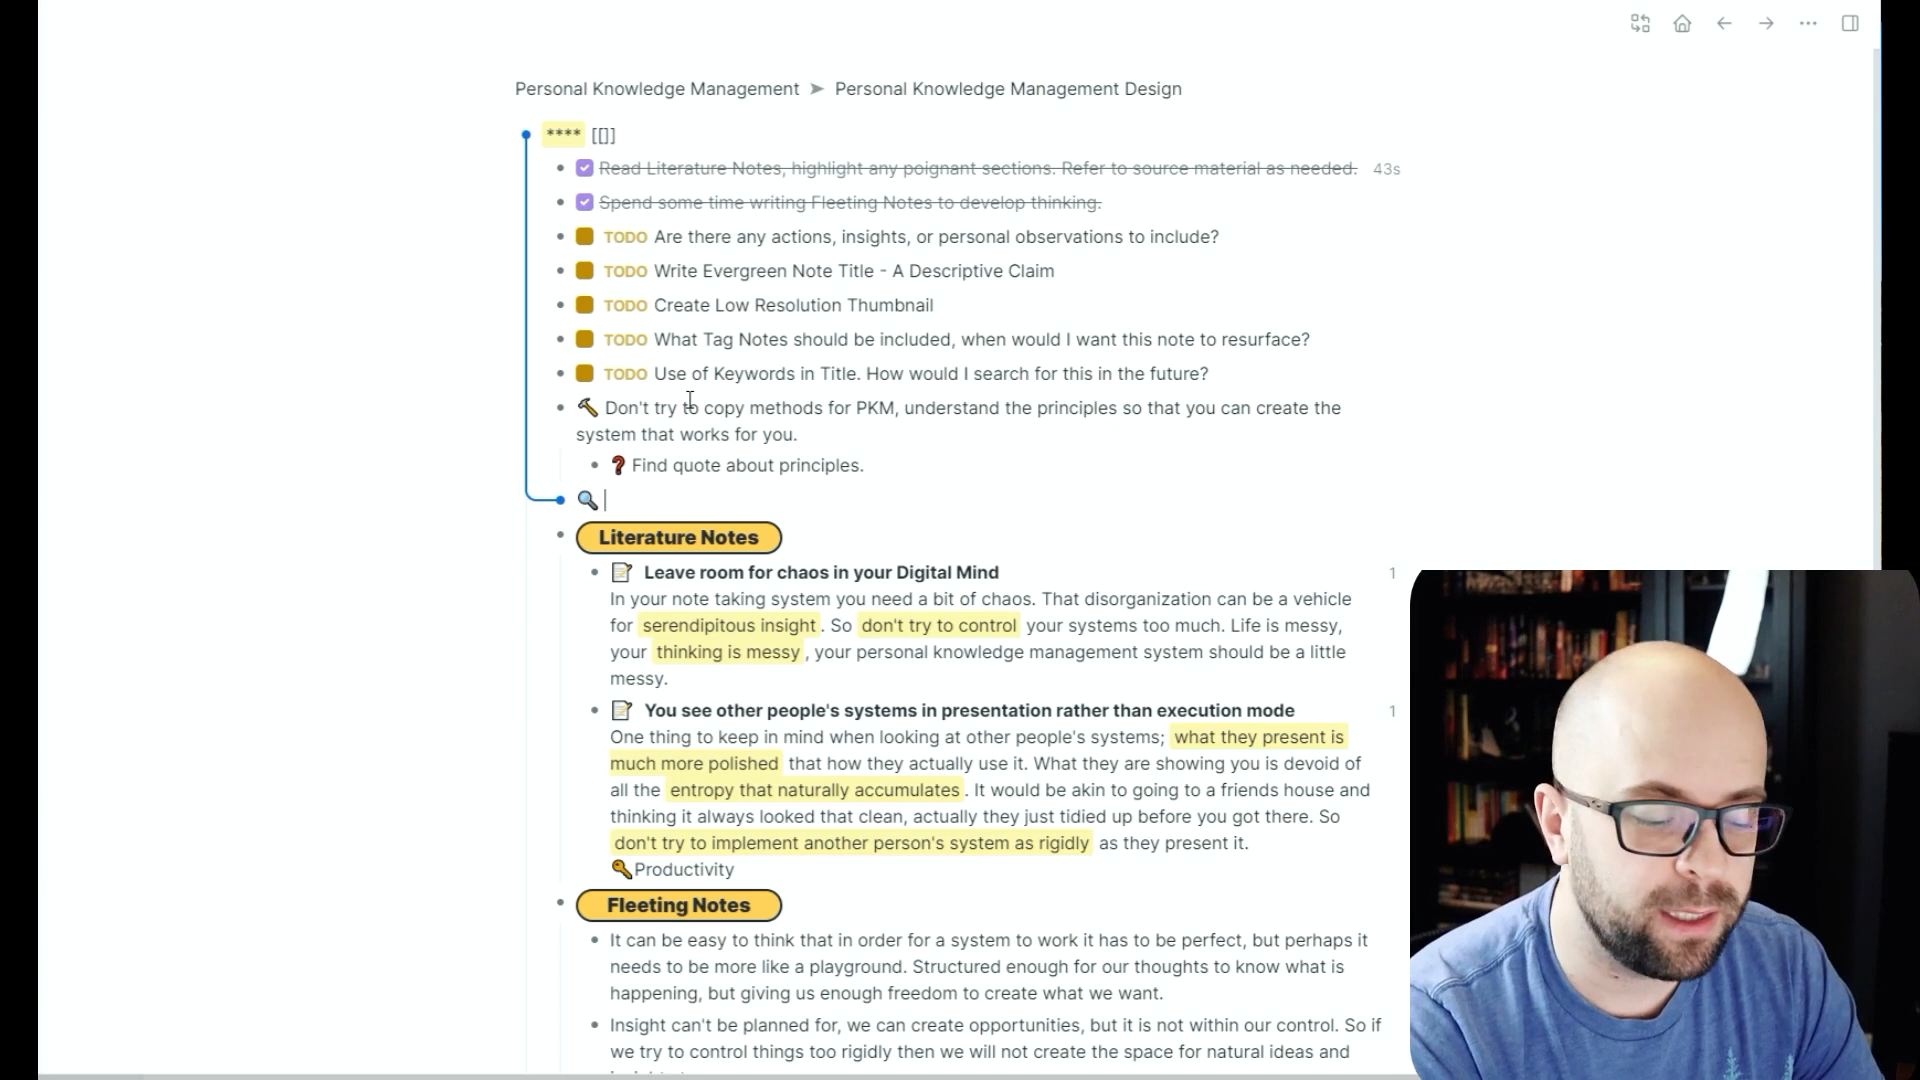 Personal Knowledge Management ➤ Personal Knowledge Management Design
**** [[]]
Read Literature Notes, highlight any poignant sections. Refer to source material as needed. 43s
Spend some time writing Fleeting Notes to develop thinking.
TODO Are there any actions, insights, or personal observations to include?
TODO Write Evergreen Note Title - A Descriptive Claim
TODO Create Low Resolution Thumbnail
TODO What Tag Notes should be included, when would I want this note to resurface?
TODO Use of Keywords in Title. How would I search for this in the future?
🔨 Don't try to copy methods for PKM, understand the principles so that you can create the
system that works for you.
❓ Find quote about principles.
🔍
Literature Notes
📝 Leave room for chaos in your Digital Mind 1
In your note taking system you need a bit of chaos. That disorganization can be a vehicle
for serendipitous insight. So don't try to control your systems too much. Life is messy,
your thinking is messy, your personal knowledge management system should be a little
messy.
📝 You see other people's systems in presentation rather than execution mode 1
One thing to keep in mind when looking at other people's systems; what they present is
much more polished that how they actually use it. What they are showing you is devoid of
all the entropy that naturally accumulates. It would be akin to going to a friends house and
thinking it always looked that clean, actually they just tidied up before you got there. So
don't try to implement another person's system as rigidly as they present it.
🔑Productivity
Fleeting Notes
It can be easy to think that in order for a system to work it has to be perfect, but perhaps it
needs to be more like a playground. Structured enough for our thoughts to know what is
happening, but giving us enough freedom to create what we want.
Insight can't be planned for, we can create opportunities, but it is not within our control. So if
we try to control things too rigidly then we will not create the space for natural ideas and